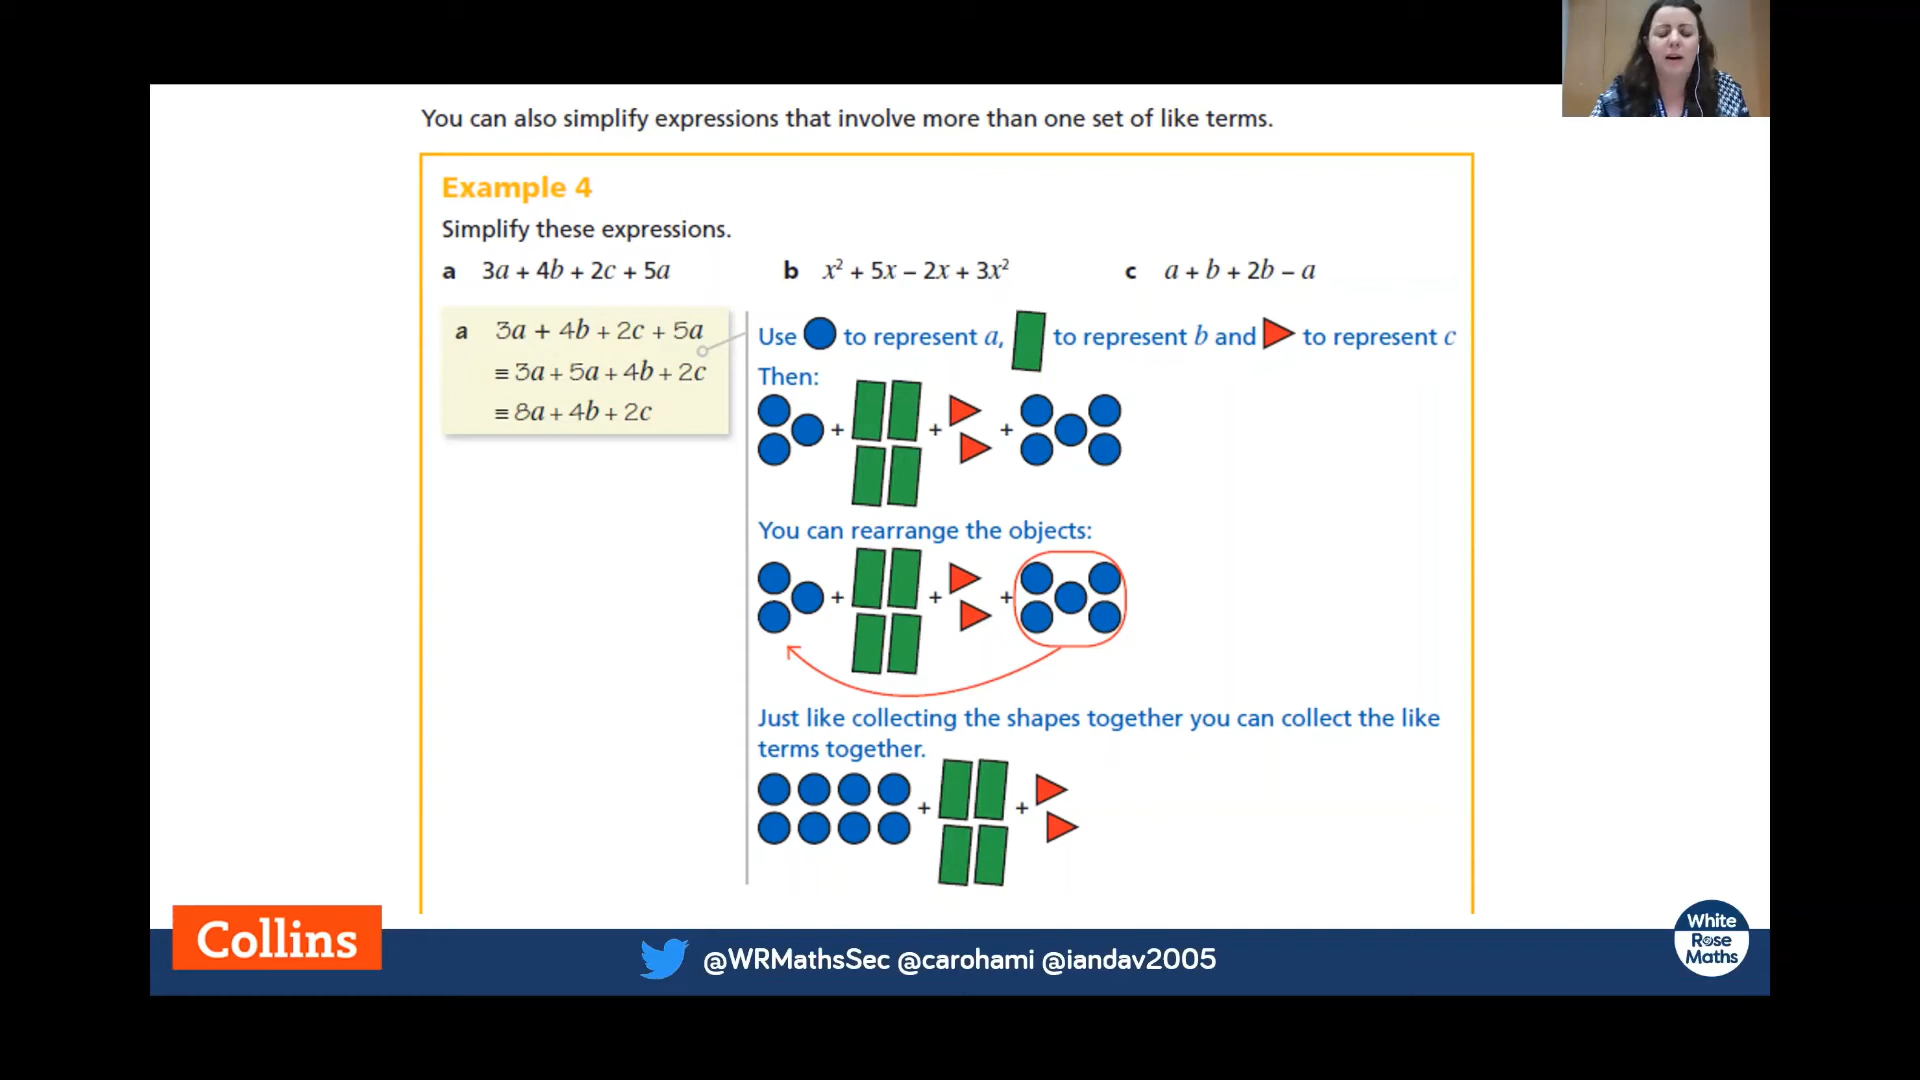 You can also simplify expressions that involve more than one set of like terms.
Example 4
Simplify these expressions.
a 3a + 4b + 2c + 5a b x² + 5x – 2x + 3x² c a + b + 2b – a
a 3a + 4b + 2c + 5a
≡ 3a + 5a + 4b + 2c
≡ 8a + 4b + 2c
Use to represent a, to represent b and to represent c
Then:
+ + +
You can rearrange the objects:
+ + +
Just like collecting the shapes together you can collect the like
terms together.
+ +
Collins
@WRMathsSec @carohami @iandav2005
White
Rose
Maths